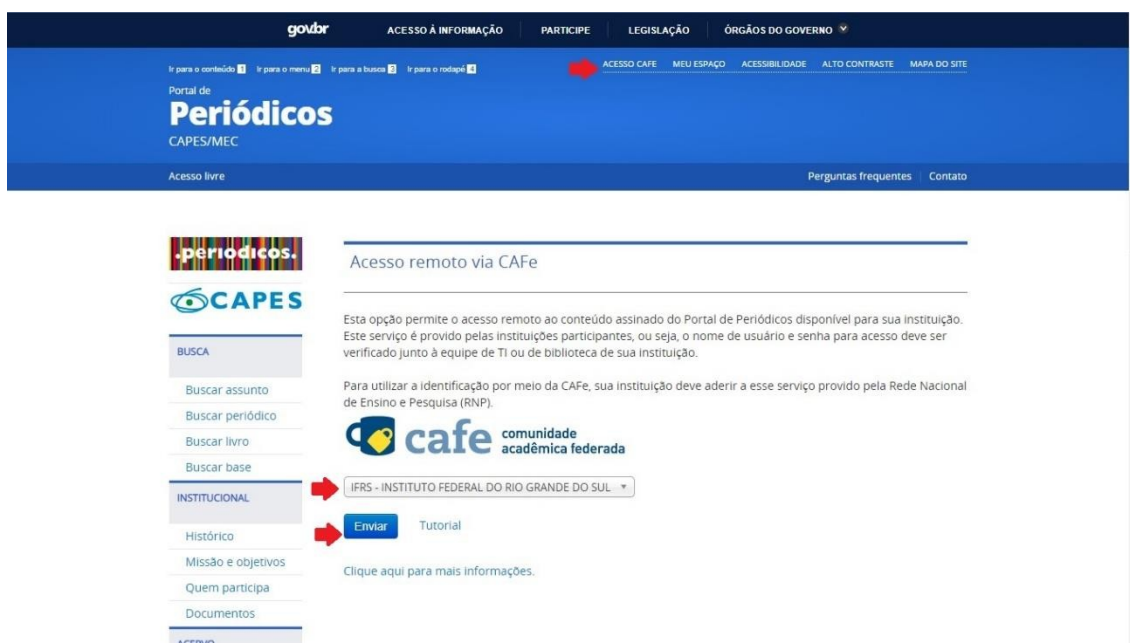 govbr
ACESSO À INFORMAÇÃO
PARTICIPE
LEGISLAÇÃO
ÓRGÃOS DO GOVERNO
Ir para o conteúdo 1 Ir para o menu 2 Ir para a busca 3 Ir para o rodapé 4
ACESSO CAFE MEU ESPAÇO ACESSIBILIDADE ALTO CONTRASTE MAPA DO SITE
Portal de
Periódicos
CAPES/MEC
Acesso livre
Perguntas frequentes
Contato
.periodicos.
CAPES
BUSCA
Buscar assunto
Buscar periódico
Buscar livro
Buscar base
INSTITUCIONAL
Histórico
Missão e objetivos
Quem participa
Documentos
ACERVO
Acesso remoto via CAFe
Esta opção permite o acesso remoto ao conteúdo assinado do Portal de Periódicos disponível para sua instituição.
Este serviço é provido pelas instituições participantes, ou seja, o nome de usuário e senha para acesso deve ser
verificado junto à equipe de TI ou de biblioteca de sua instituição.
Para utilizar a identificação por meio da CAFe, sua instituição deve aderir a esse serviço provido pela Rede Nacional
de Ensino e Pesquisa (RNP).
cafe comunidade
acadêmica federada
IFRS - INSTITUTO FEDERAL DO RIO GRANDE DO SUL
Enviar
Tutorial
Clique aqui para mais informações.